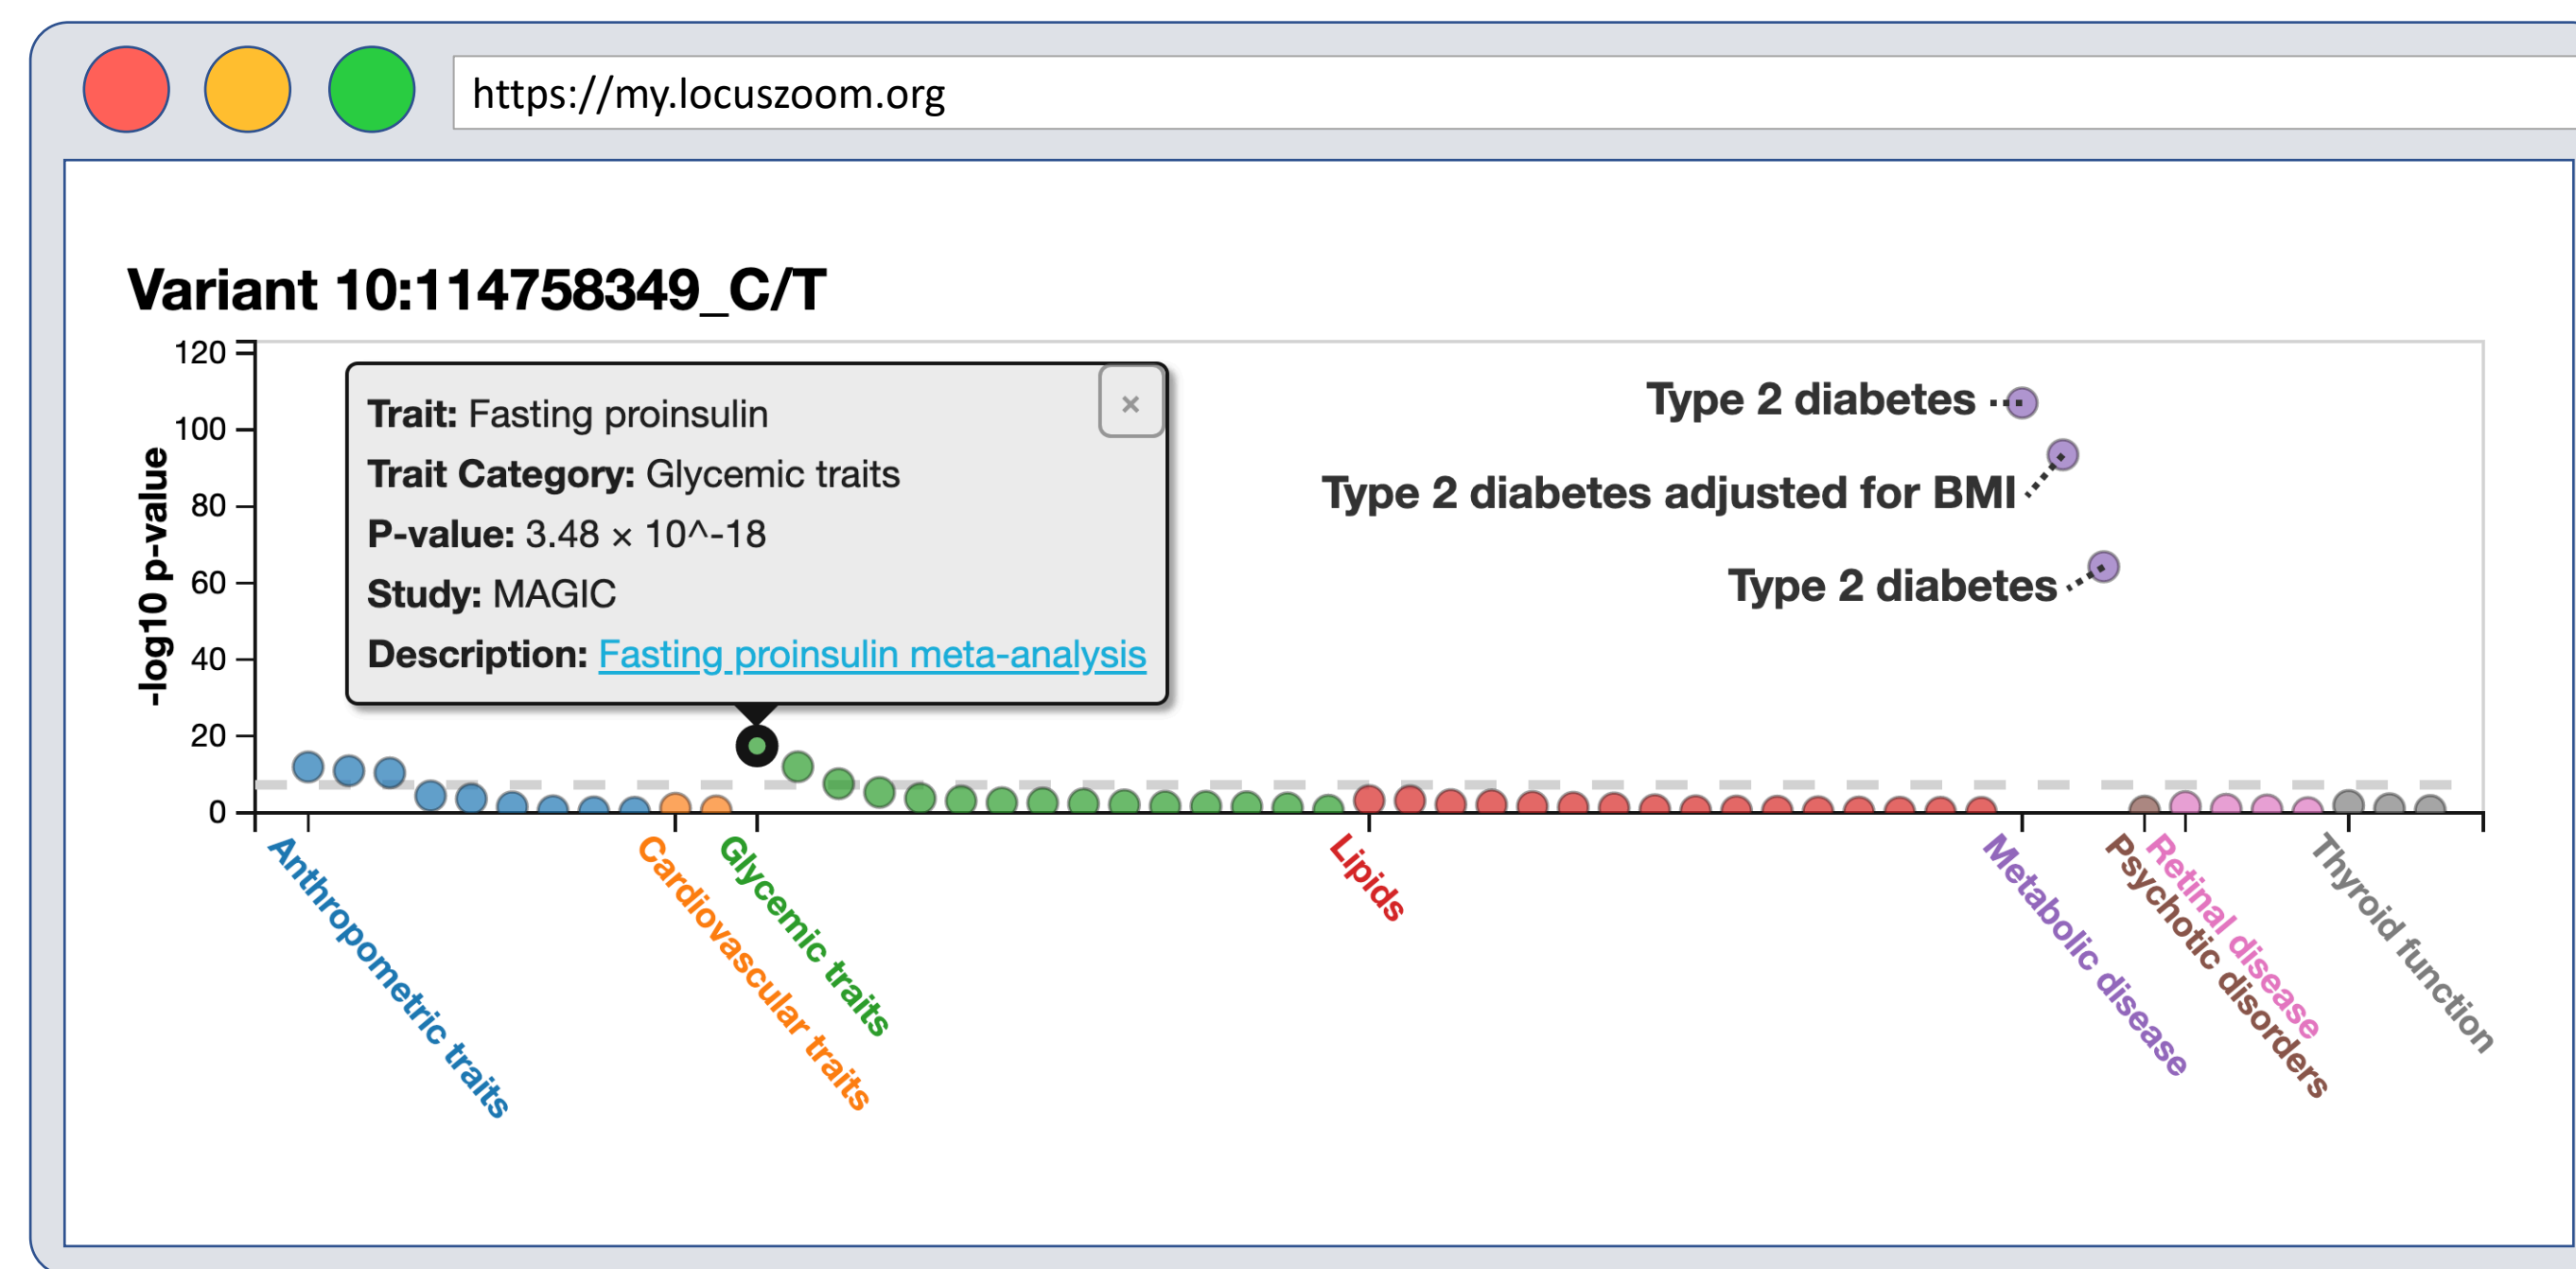 https://my.locuszoom.org
Variant 10:114758349_C/T
-log10 p-value
120
100
80
60
40
20
0
×
Trait: Fasting proinsulin
Trait Category: Glycemic traits
P-value: 3.48 × 10^-18
Study: MAGIC
Description: Fasting proinsulin meta-analysis
Type 2 diabetes
Type 2 diabetes adjusted for BMI
Type 2 diabetes
Anthropometric traits
Cardiovascular traits
Glycemic traits
Lipids
Metabolic disease
Psychotic disorders
Retinal disease
Thyroid function